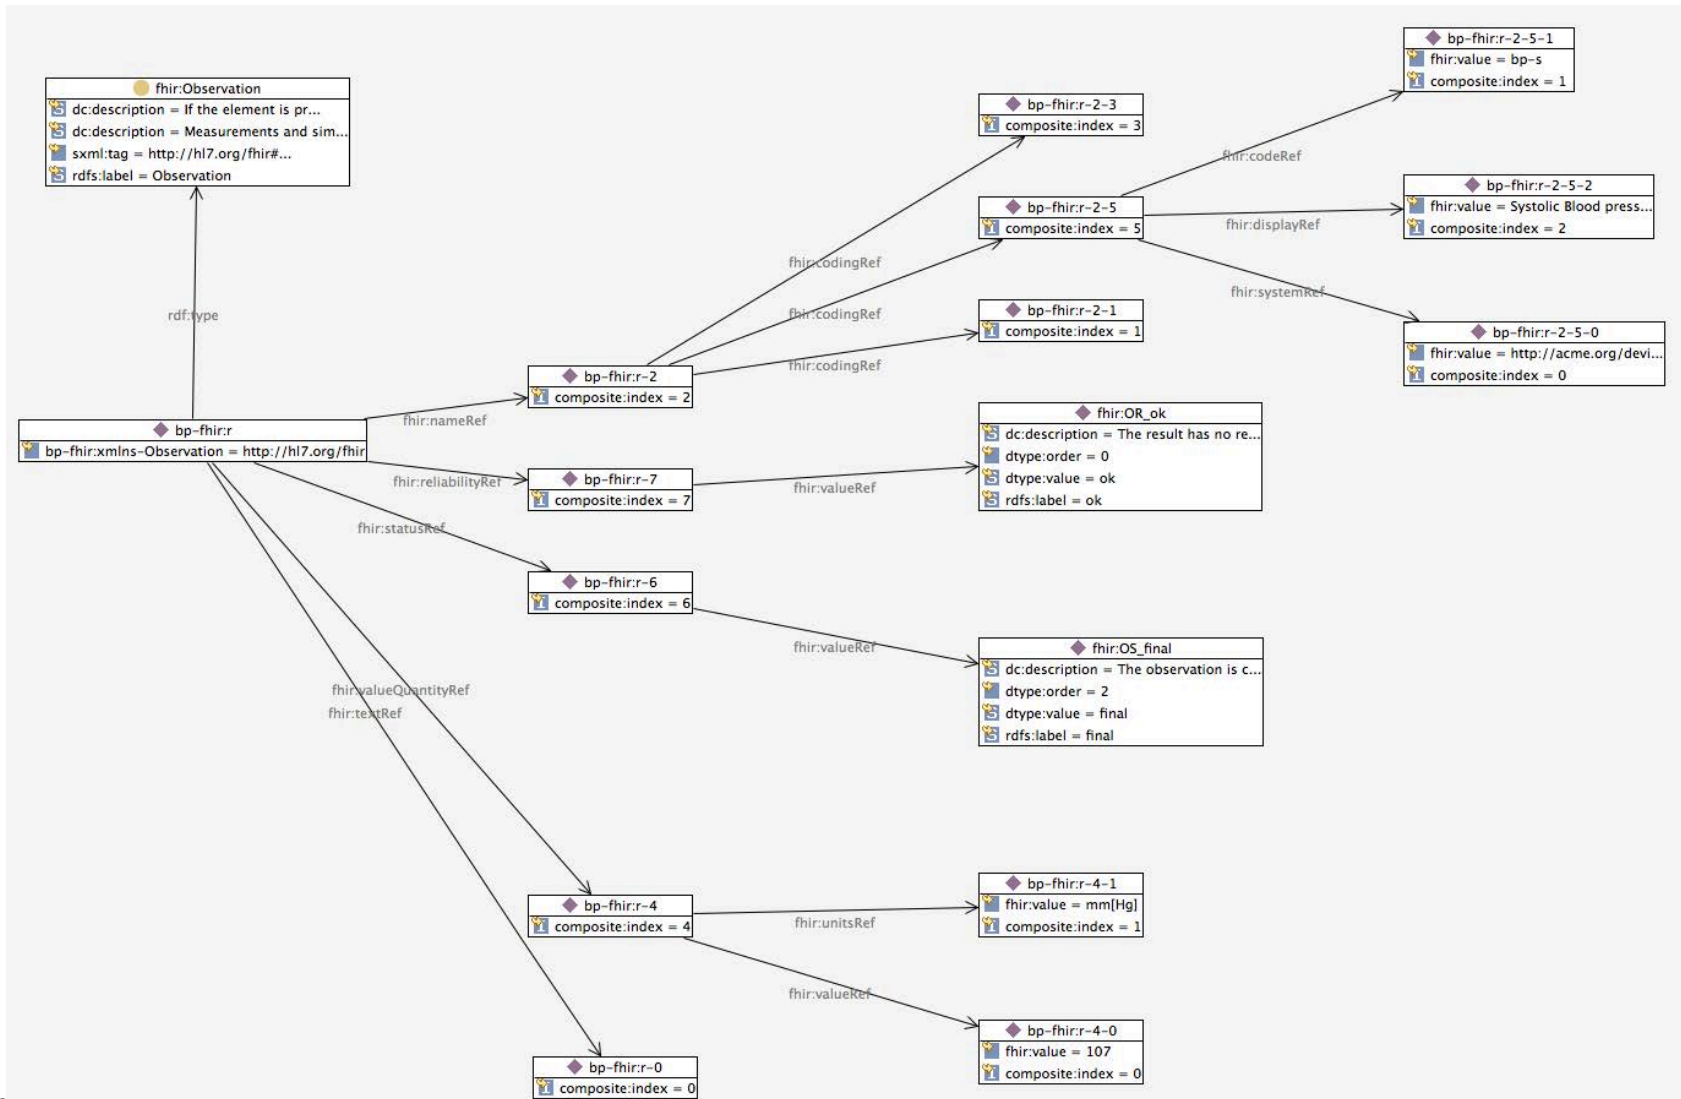 fhir:Observation
dc:description = If the element is pr...
dc:description = Measurements and sim...
sxml:tag = http://hl7.org/fhir#...
rdfs:label = Observation
rdf:type
bp-fhir:r
bp-fhir:xmlns-Observation = http://hl7.org/fhir
fhir:nameRef
fhir:reliabilityRef
fhir:statusRef
fhir:valueQuantityRef
fhir:textRef
bp-fhir:r-2
composite:index = 2
bp-fhir:r-7
composite:index = 7
bp-fhir:r-6
composite:index = 6
bp-fhir:r-4
composite:index = 4
bp-fhir:r-0
composite:index = 0
fhir:codingRef
fhir:codingRef
fhir:codingRef
fhir:valueRef
fhir:valueRef
fhir:unitsRef
fhir:valueRef
bp-fhir:r-2-3
composite:index = 3
bp-fhir:r-2-5
composite:index = 5
bp-fhir:r-2-1
composite:index = 1
fhir:OR_ok
dc:description = The result has no re...
dtype:order = 0
dtype:value = ok
rdfs:label = ok
fhir:OS_final
dc:description = The observation is c...
dtype:order = 2
dtype:value = final
rdfs:label = final
bp-fhir:r-4-1
fhir:value = mm[Hg]
composite:index = 1
bp-fhir:r-4-0
fhir:value = 107
composite:index = 0
fhir:codeRef
fhir:displayRef
fhir:systemRef
bp-fhir:r-2-5-1
fhir:value = bp-s
composite:index = 1
bp-fhir:r-2-5-2
fhir:value = Systolic Blood press...
composite:index = 2
bp-fhir:r-2-5-0
fhir:value = http://acme.org/devi...
composite:index = 0